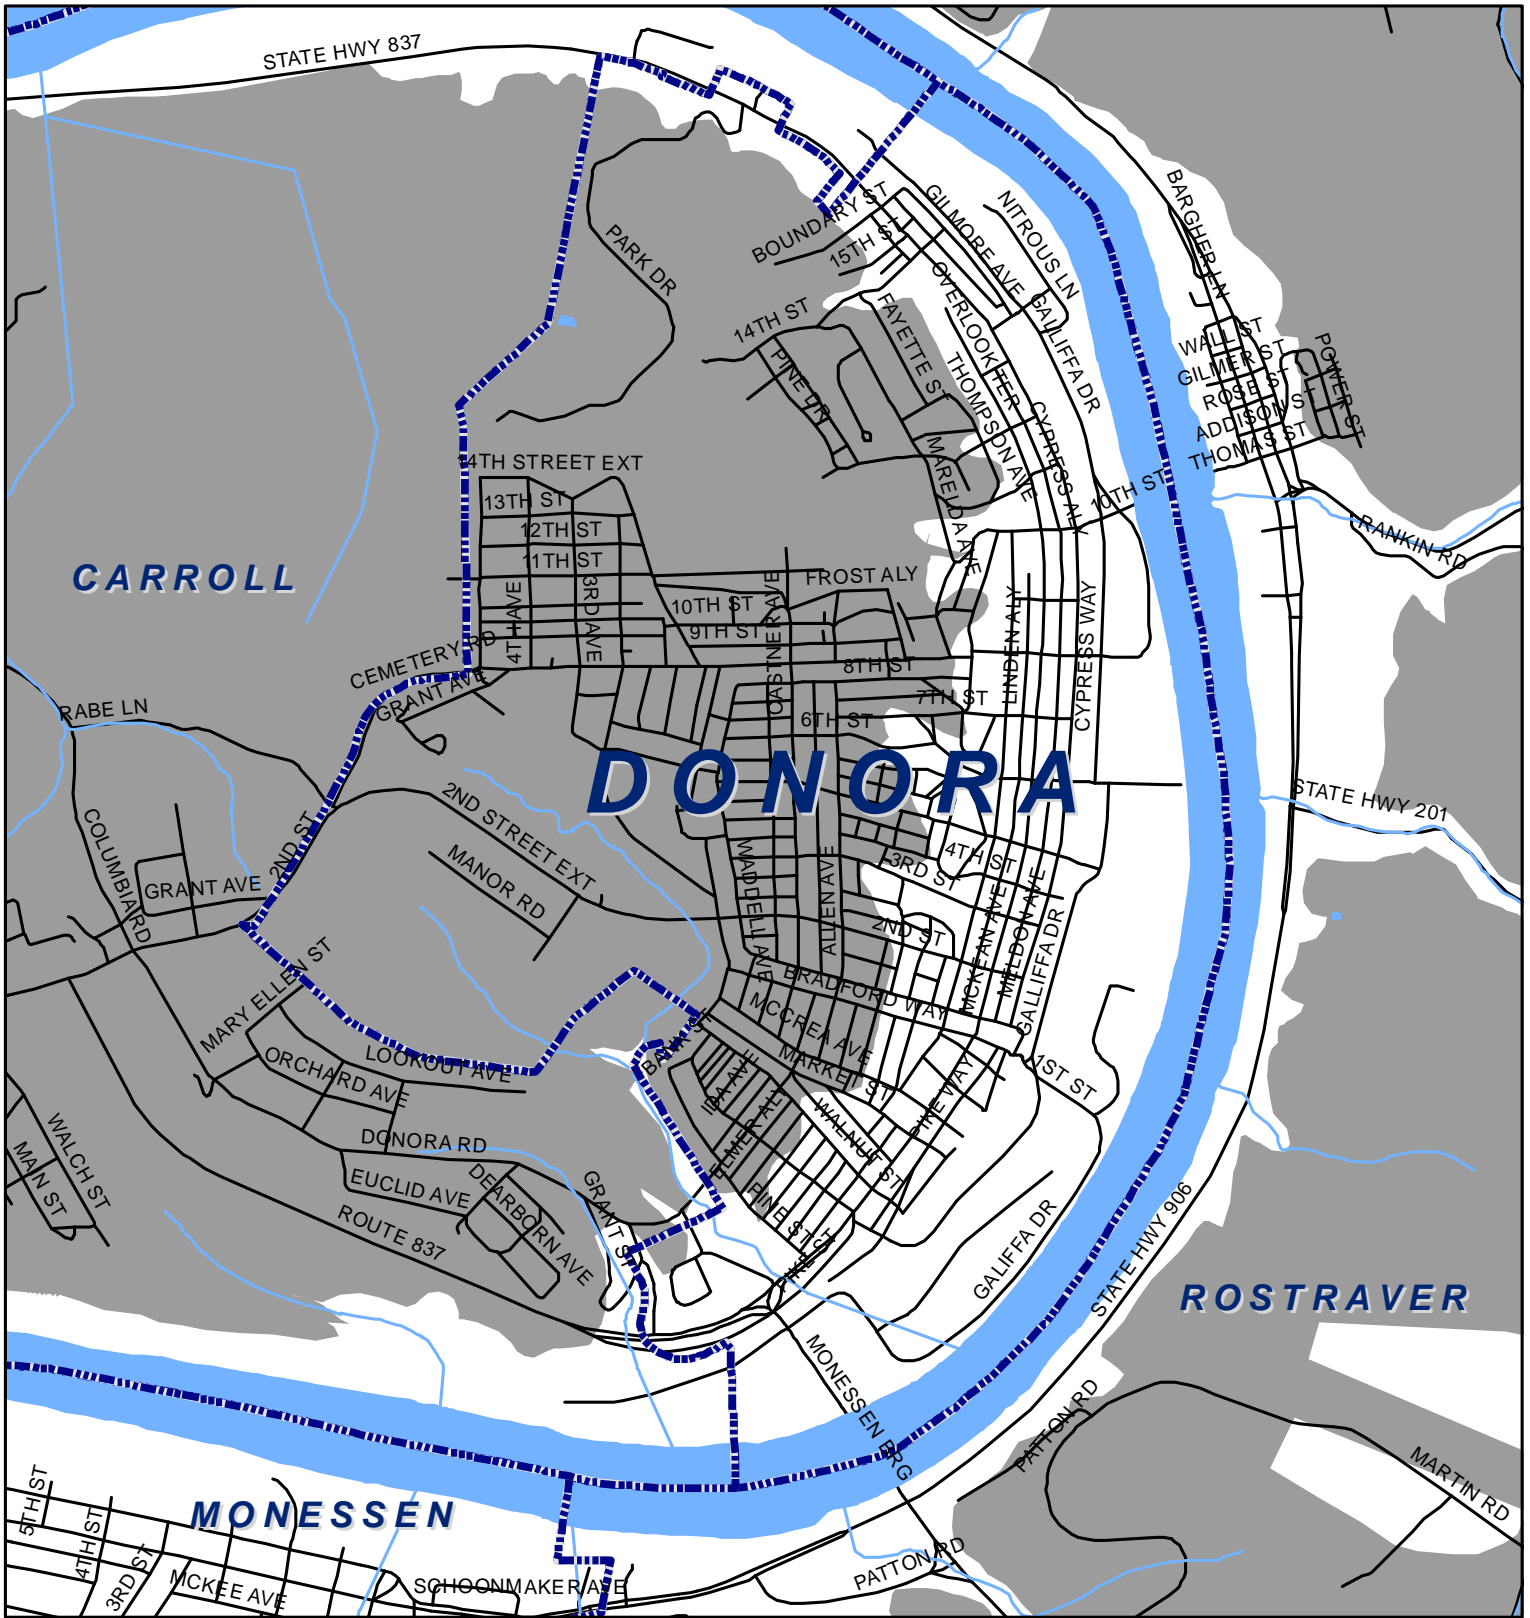 STATE HWY 837
BARGHER LN
GILMORE AVE
NITROUS LN
BOUNDARY ST
15TH ST
PARK DR
OVERLOOK TER
GALIFFA DR
FAYETTE ST
14TH ST
WALL ST
POWER ST
GILMER ST
PINE DR
THOMPSON AVE
ROSE ST
CYPRESS ALY
ADDISON ST
THOMAS ST
MARELDA AVE
14TH STREET EXT
13TH ST
10TH ST
12TH ST
RANKIN RD
11TH ST
CARROLL
FROST ALY
4TH AVE
3RD AVE
10TH ST
CASTNER AVE
LINDEN ALY
CYPRESS WAY
9TH ST
CEMETERY RD
8TH ST
GRANT AVE
7TH ST
RABE LN
6TH ST
DONORA
STATE HWY 201
2ND STREET EXT
COLUMBIA RD
2ND ST
MANOR RD
4TH ST
3RD ST
WADDELL AVE
ALLEN AVE
GRANT AVE
MCKEAN AVE
MELDON AVE
GALLIFFA DR
2ND ST
MARY ELLEN ST
BRADFORD WAY
MCCREA AVE
BANK ST
LOOKOUT AVE
ORCHARD AVE
MARKET ST
1ST ST
IDA AVE
PINE WAY
ELMER ALY
WALNUT ST
WALCH ST
MAIN ST
DONORA RD
EUCLID AVE
DEARBORN AVE
GRANT ST
PINE ST
ROUTE 837
PIKE ST
GALIFFA DR
STATE HWY 906
ROSTRAVER
MONESSEN BRG
PATTON RD
MARTIN RD
5TH ST
MONESSEN
4TH ST
3RD ST
MCKEE AVE
SCHOONMAKER AVE
PATTON RD